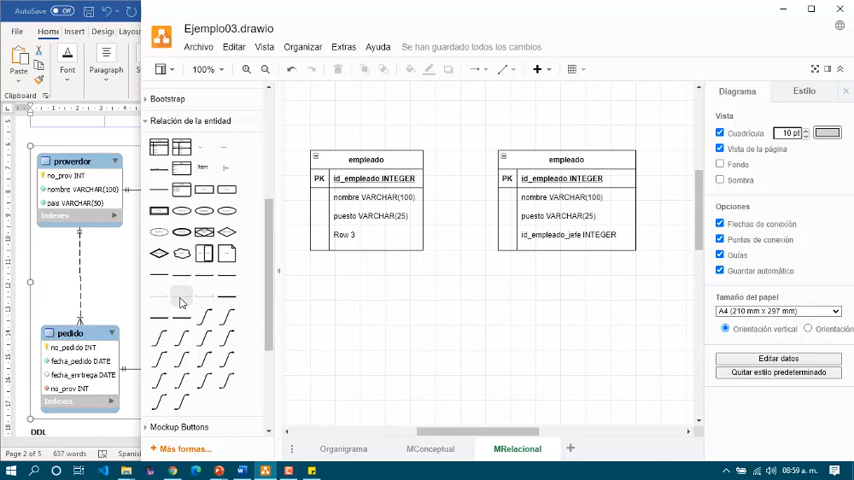 AutoSave
File
Home
Insert
Desig
Layou
Paste
Font
Paragraph
proverdor
no_prov INT
nombre VARCHAR(100)
pais VARCHAR(50)
Indexes
pedido
no_pedido INT
fecha_pedido DATE
fecha_enrtrega DATE
no_prov INT
Indexes
DDL
Page 2 of 5
637 words
Spanish
Ejemplo03.drawio
Archivo
Editar
Vista
Organizar
Extras
Ayuda
Se han guardado todos los cambios
100%
Bootstrap
Relación de la entidad
Item
Mockup Buttons
+ Más formas...
empleado
PK
id_empleado INTEGER
nombre VARCHAR(100)
puesto VARCHAR(25)
Row 3
empleado
PK
id_empleado INTEGER
nombre VARCHAR(100)
puesto VARCHAR(25)
id_empleado_jefe INTEGER
Organigrama
MConceptual
MRelacional
Diagrama
Estilo
Vista
Cuadrícula
10 pt
Vista de la página
Fondo
Sombra
Opciones
Flechas de conexión
Puntos de conexión
Guías
Guardar automático
Tamaño del papel
A4 (210 mm x 297 mm)
Orientación vertical
Orientación
Editar datos
Quitar estilo predeterminado
08:59 a. m.